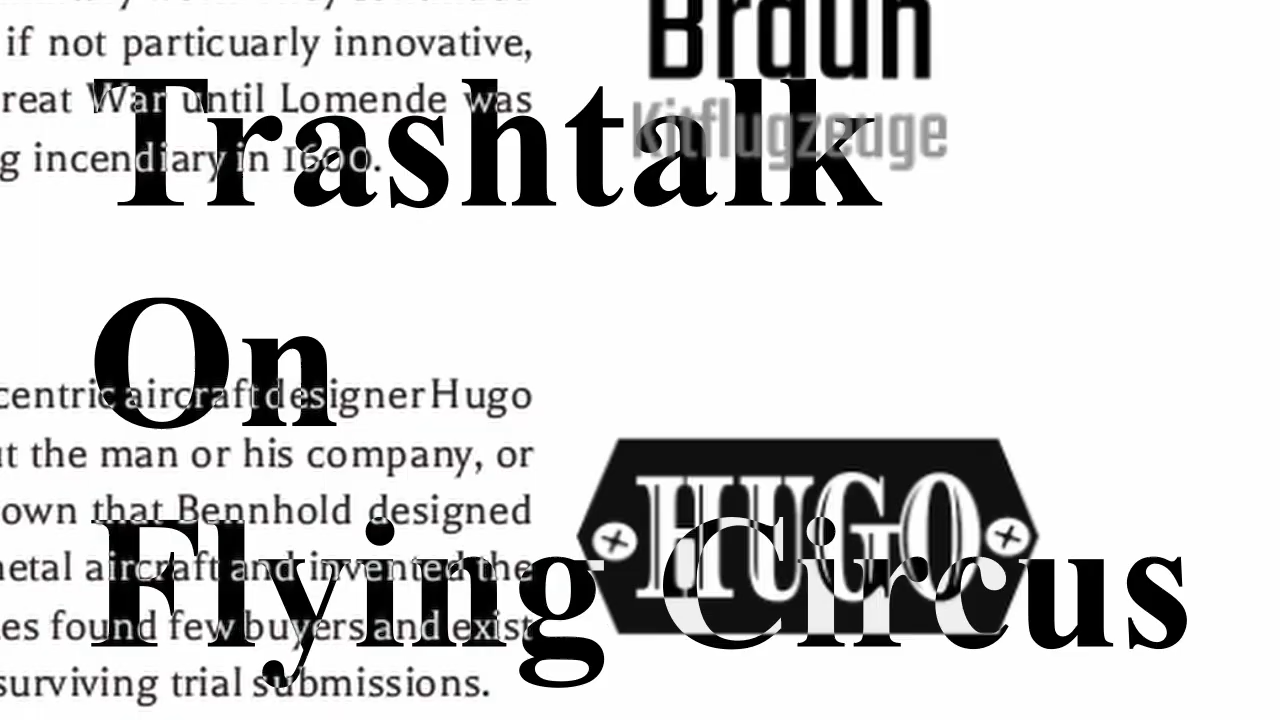 if not particuarly innovative,
reat War until Lomende was
g incendiary in 1600.
Braun
Kitflugzeuge
Trashtalk
On
Flying Circus
centric aircraft designer Hugo
t the man or his company, or
own that Bennhold designed
etal aircraft and invented the
es found few buyers and exist
surviving trial submissions.
HUGO